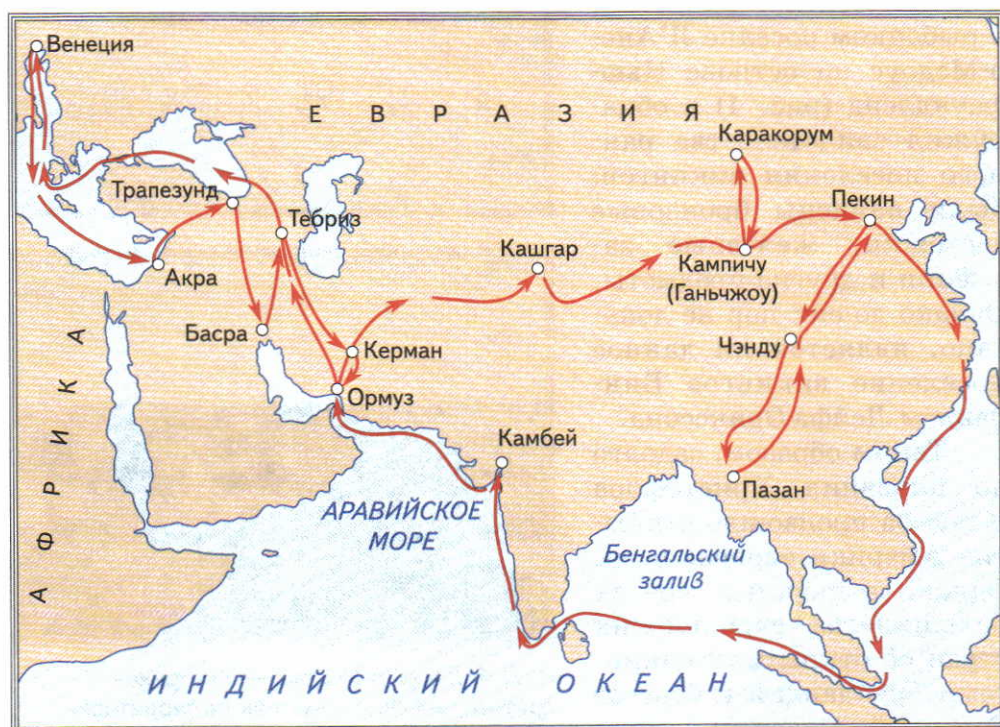 Венеция
ЕВРАЗИЯ
Каракорум
Трапезунд
Тебриз
Пекин
Кашгар
Акра
Кампичу
(Ганьчжоу)
Басра
Керман
Чэнду
Ормуз
АФРИКА
Камбей
Пазан
АРАВИЙСКОЕ
МОРЕ
Бенгальский
залив
ИНДИЙСКИЙ ОКЕАН